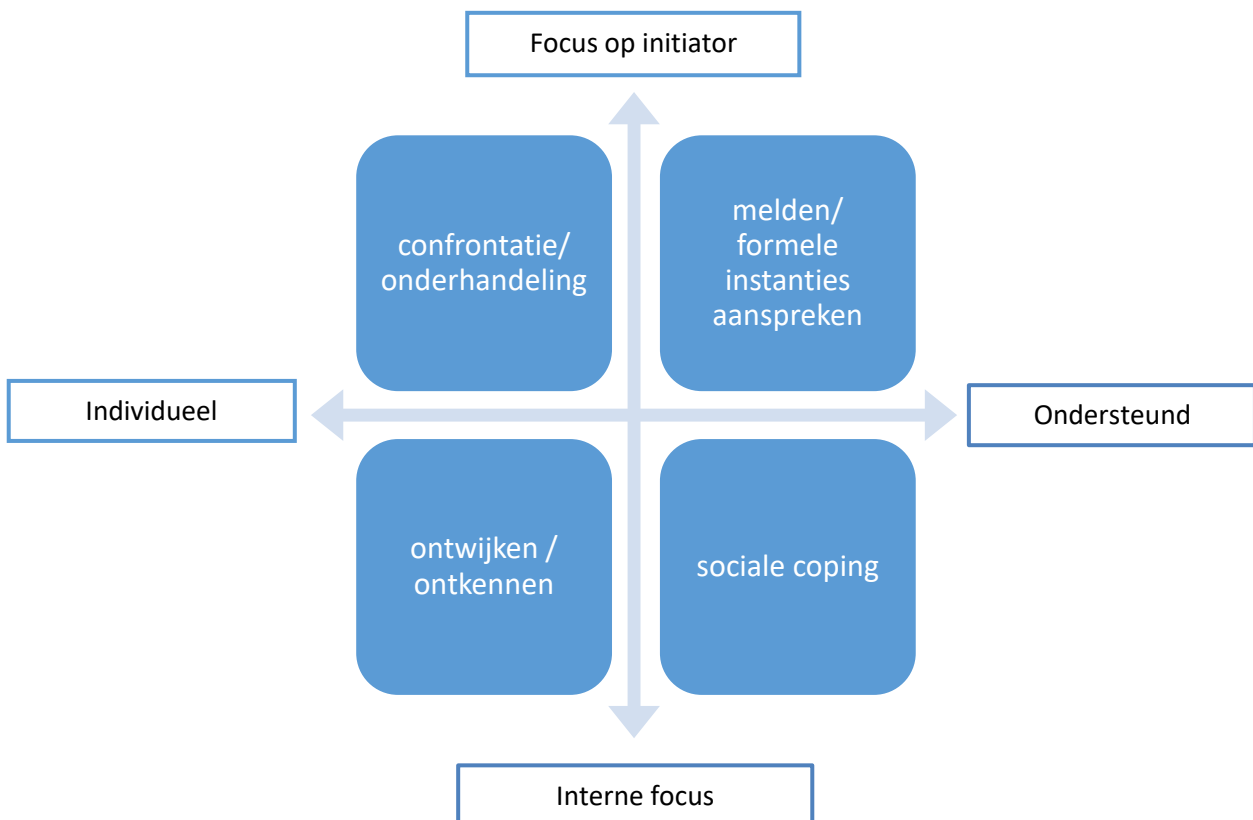 Focus op initiator
confrontatie/
onderhandeling
melden/
formele
instanties
aanspreken
Individueel
Ondersteund
ontwijken /
ontkennen
sociale coping
Interne focus